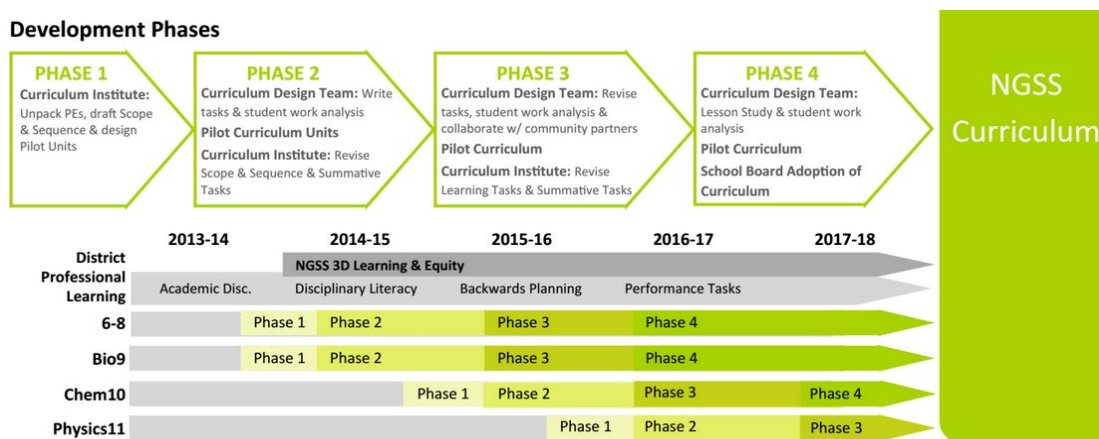 Development Phases
PHASE 1
Curriculum Institute:
Unpack PEs, draft Scope
& Sequence & design
Pilot Units
PHASE 2
Curriculum Design Team: Write
tasks & student work analysis
Pilot Curriculum Units
Curriculum Institute: Revise
Scope & Sequence & Summative
Tasks
PHASE 3
Curriculum Design Team: Revise
tasks, student work analysis &
collaborate w/ community
partners
Pilot Curriculum
Curriculum Institute: Revise
Learning Tasks & Summative Tasks
PHASE 4
Curriculum Design Team:
Lesson Study & student work
analysis
Pilot Curriculum
School Board Adoption of
Curriculum
NGSS
Curriculum
2013-14 2014-15 2015-16 2016-17 2017-18
District
Professional
Learning
NGSS 3D Learning & Equity
Academic Disc. Disciplinary Literacy Backwards Planning Performance Tasks
6-8 Phase 1 Phase 2 Phase 3 Phase 4
Bio9 Phase 1 Phase 2 Phase 3 Phase 4
Chem10 Phase 1 Phase 2 Phase 3 Phase 4
Physics11 Phase 1 Phase 2 Phase 3